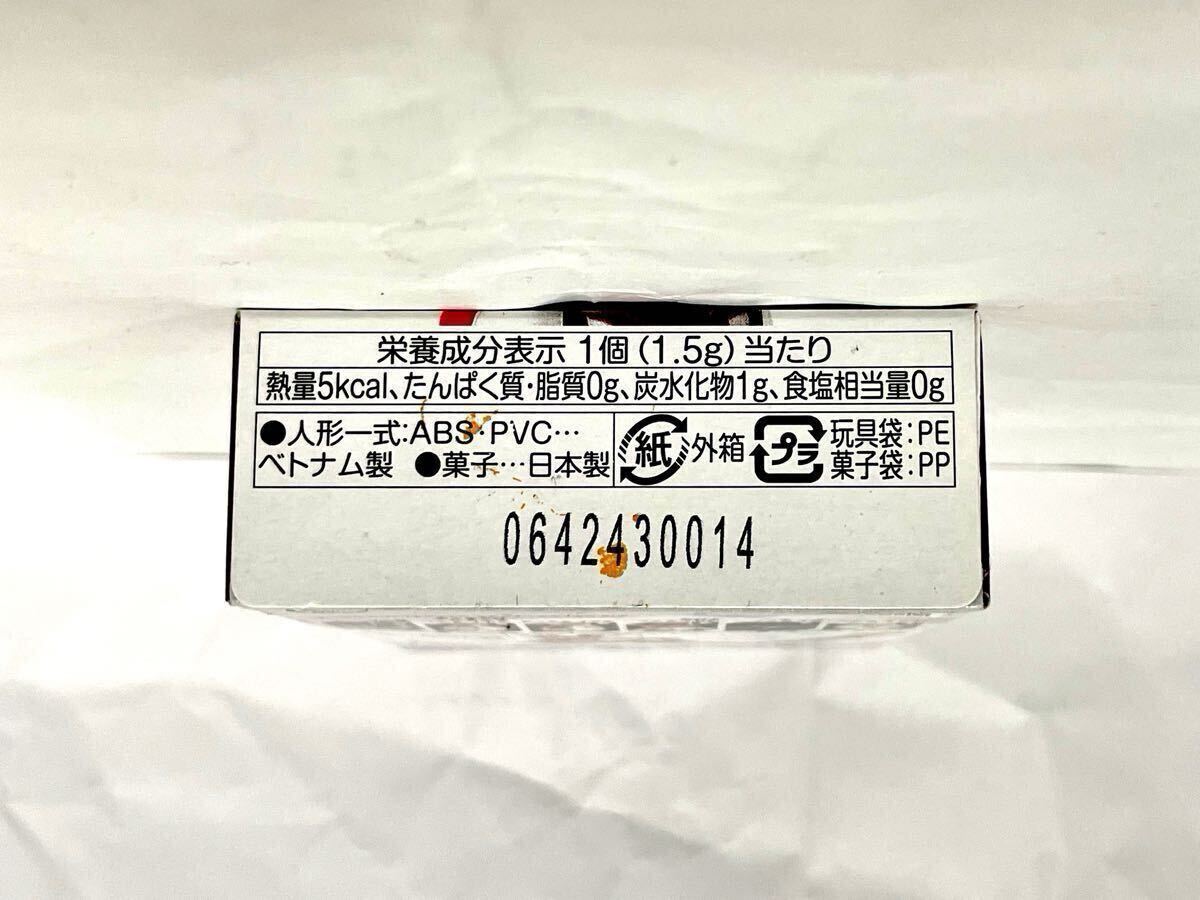 栄養成分表示 1個(1.5g)当たり
熱量5kcal、たんぱく質・脂質0g、炭水化物1g、食塩相当量0g
●人形一式:ABS・PVC…
ベトナム製 ●菓子…日本製
紙 外箱
プラ 玩具袋:PE
菓子袋:PP
0642430014